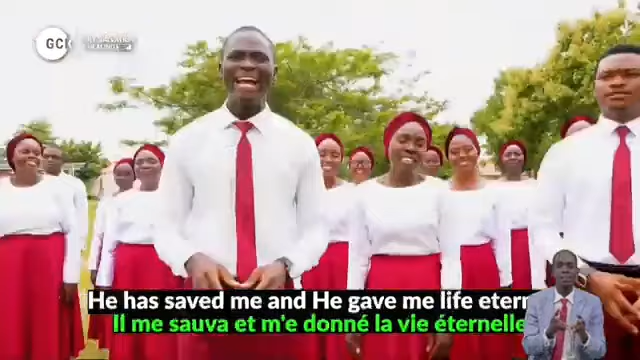 GCK
He has saved me and He gave me life etern
Il me sauva et m'e donné la vie éternelle